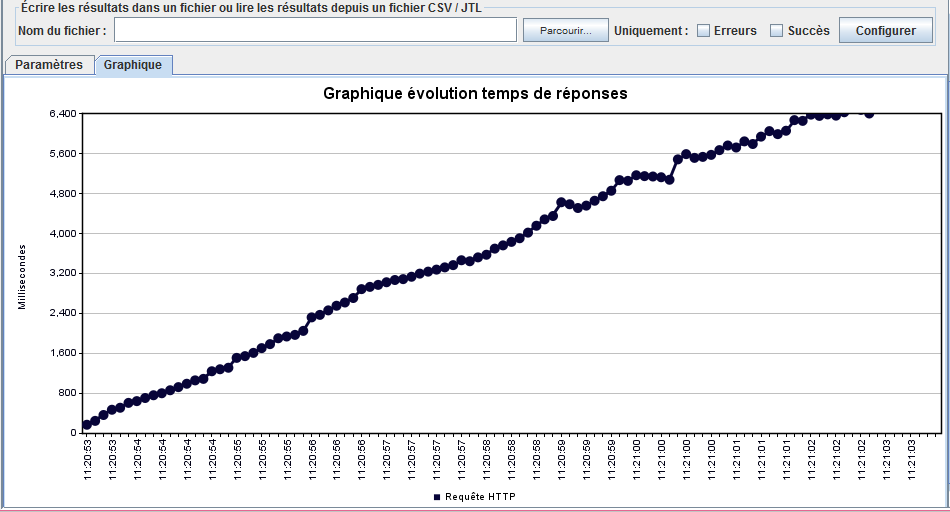 Écrire les résultats dans un fichier ou lire les résultats depuis un fichier CSV / JTL
Nom du fichier : Parcourir... Uniquement : Erreurs Succès Configurer
Paramètres Graphique
Graphique évolution temps de réponses
6,400
5,600
4,800
4,000
3,200
2,400
1,600
800
0
Millisecondes
11:20:53 11:20:53 11:20:54 11:20:54 11:20:54 11:20:54 11:20:55 11:20:55 11:20:55 11:20:56 11:20:56 11:20:56 11:20:57 11:20:57 11:20:57 11:20:57 11:20:58 11:20:58 11:20:58 11:20:59 11:20:59 11:20:59 11:21:00 11:21:00 11:21:00 11:21:00 11:21:01 11:21:01 11:21:01 11:21:02 11:21:02 11:21:02 11:21:03 11:21:03
Requête HTTP